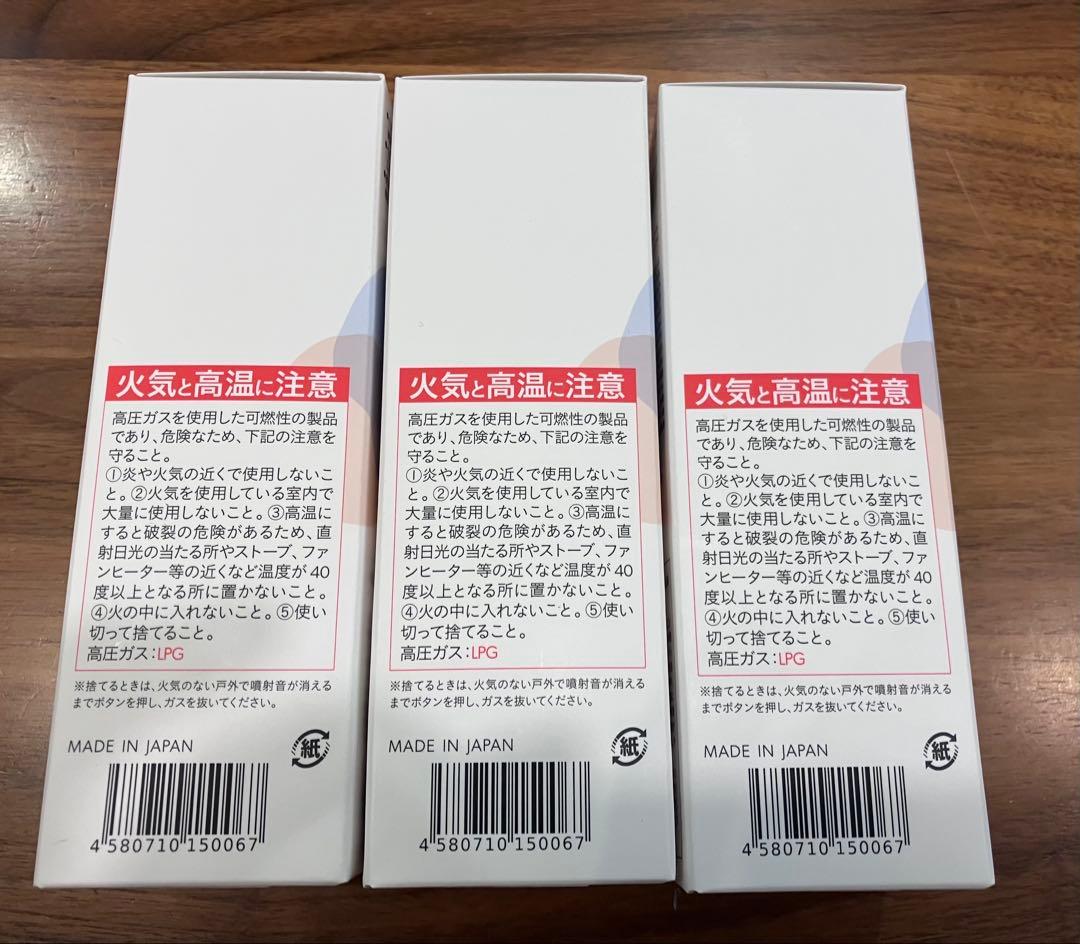 火気と高温に注意
高圧ガスを使用した可燃性の製品
であり、危険なため、下記の注意を
守ること。
①炎や火気の近くで使用しないこ
と。②火気を使用している室内で
大量に使用しないこと。③高温に
すると破裂の危険があるため、直
射日光の当たる所やストーブ、ファ
ンヒーター等の近くなど温度が40
度以上となる所に置かないこと。
④火の中に入れないこと。⑤使い
切って捨てること。
高圧ガス:LPG
※捨てるときは、火気のない戸外で噴射音が消える
までボタンを押し、ガスを抜いてください。
MADE IN JAPAN
紙
4 580710 150067
火気と高温に注意
高圧ガスを使用した可燃性の製品
であり、危険なため、下記の注意を
守ること。
①炎や火気の近くで使用しないこ
と。②火気を使用している室内で
大量に使用しないこと。③高温に
すると破裂の危険があるため、直
射日光の当たる所やストーブ、ファ
ンヒーター等の近くなど温度が40
度以上となる所に置かないこと。
④火の中に入れないこと。⑤使い
切って捨てること。
高圧ガス:LPG
※捨てるときは、火気のない戸外で噴射音が消える
までボタンを押し、ガスを抜いてください。
MADE IN JAPAN
紙
4 580710 150067
火気と高温に注意
高圧ガスを使用した可燃性の製品
であり、危険なため、下記の注意を
守ること。
①炎や火気の近くで使用しないこ
と。②火気を使用している室内で
大量に使用しないこと。③高温に
すると破裂の危険があるため、直
射日光の当たる所やストーブ、ファ
ンヒーター等の近くなど温度が40
度以上となる所に置かないこと。
④火の中に入れないこと。⑤使い
切って捨てること。
高圧ガス:LPG
※捨てるときは、火気のない戸外で噴射音が消える
までボタンを押し、ガスを抜いてください。
MADE IN JAPAN
紙
4 580710 150067